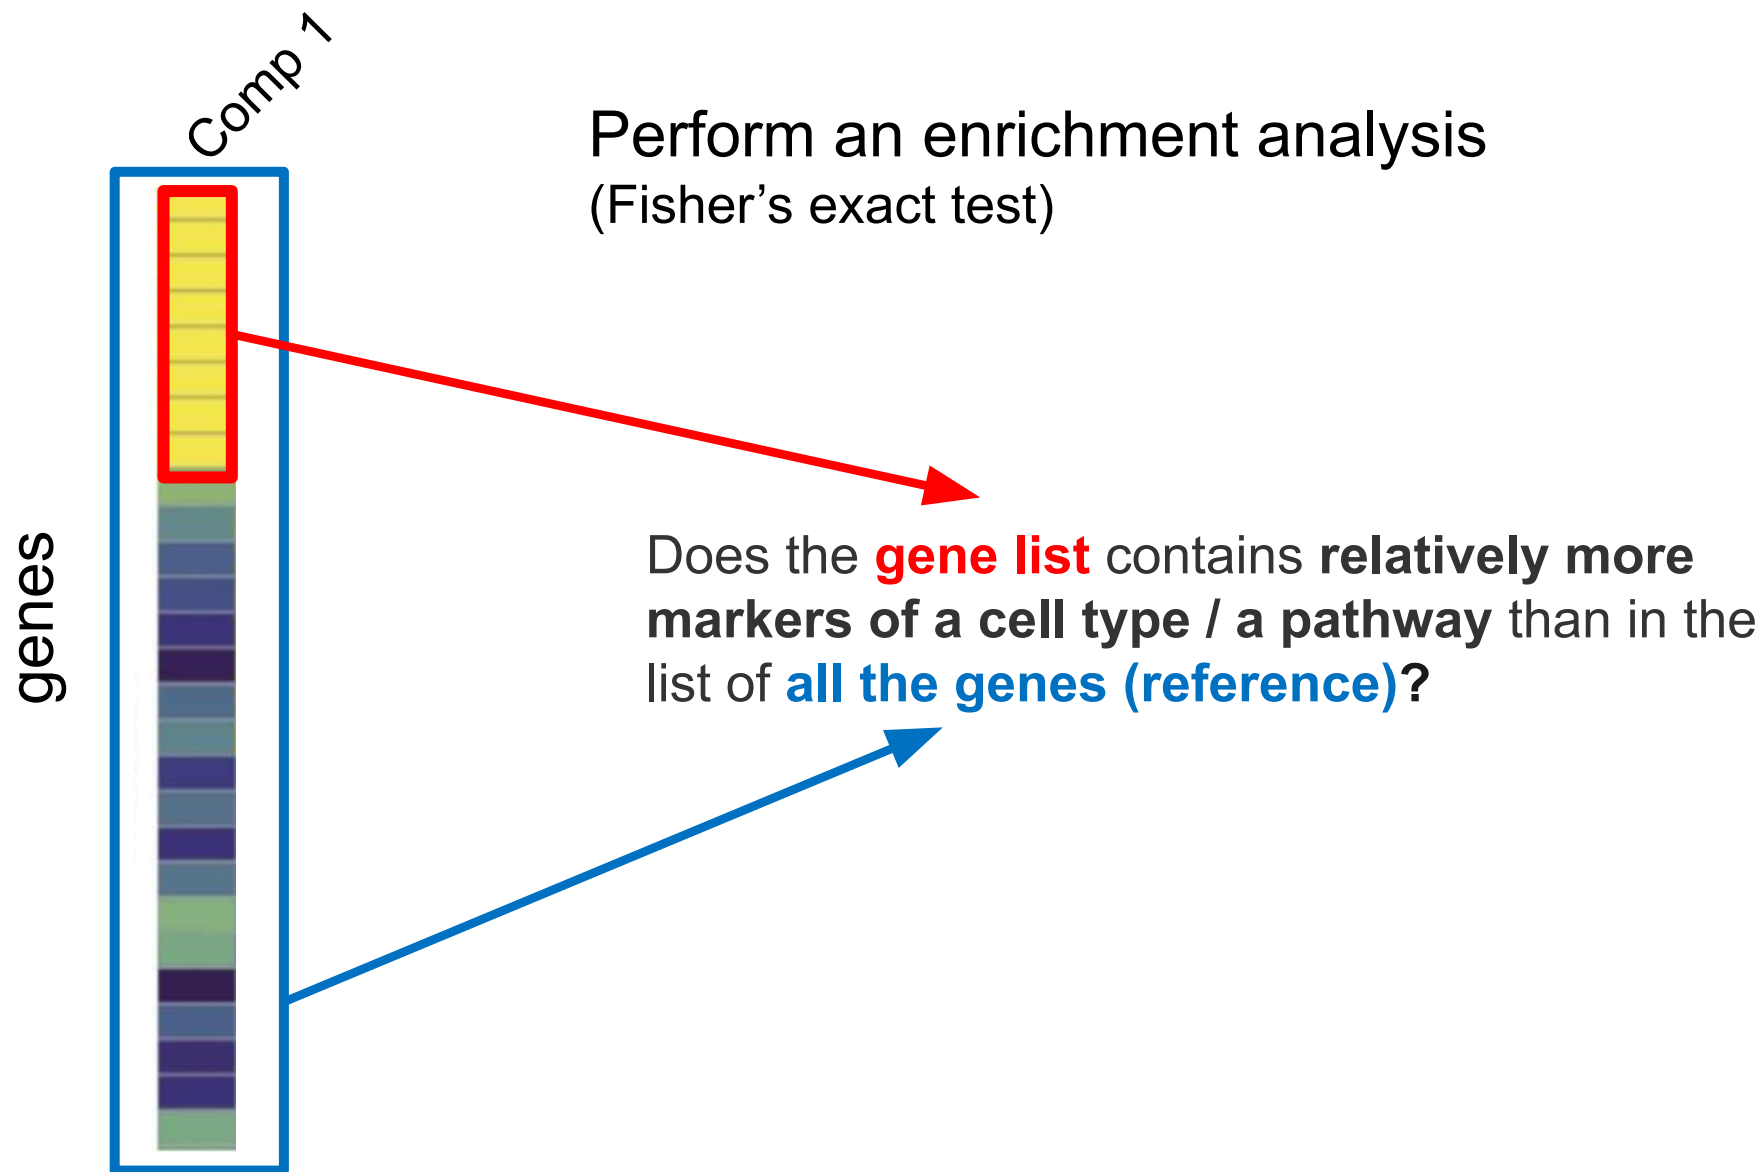 Comp 1
Perform an enrichment analysis
(Fisher’s exact test)
genes
Does the gene list contains relatively more
markers of a cell type / a pathway than in the
list of all the genes (reference)?